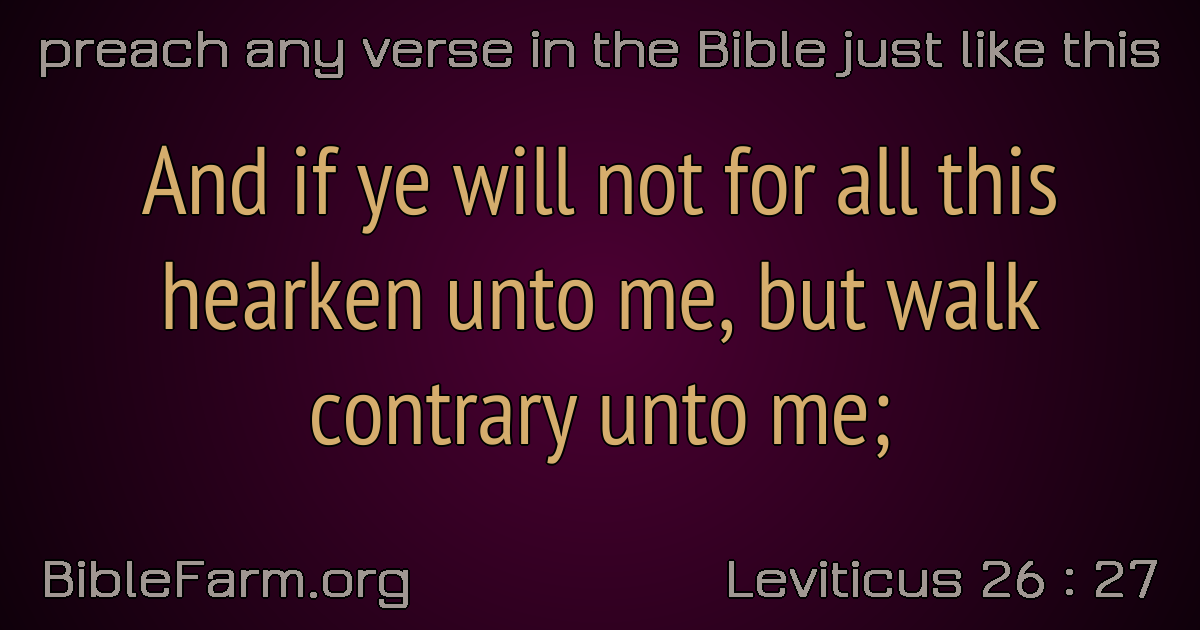 preach any verse in the Bible just like this
And if ye will not for all this
hearken unto me, but walk
contrary unto me;
BibleFarm.org
Leviticus 26 : 27